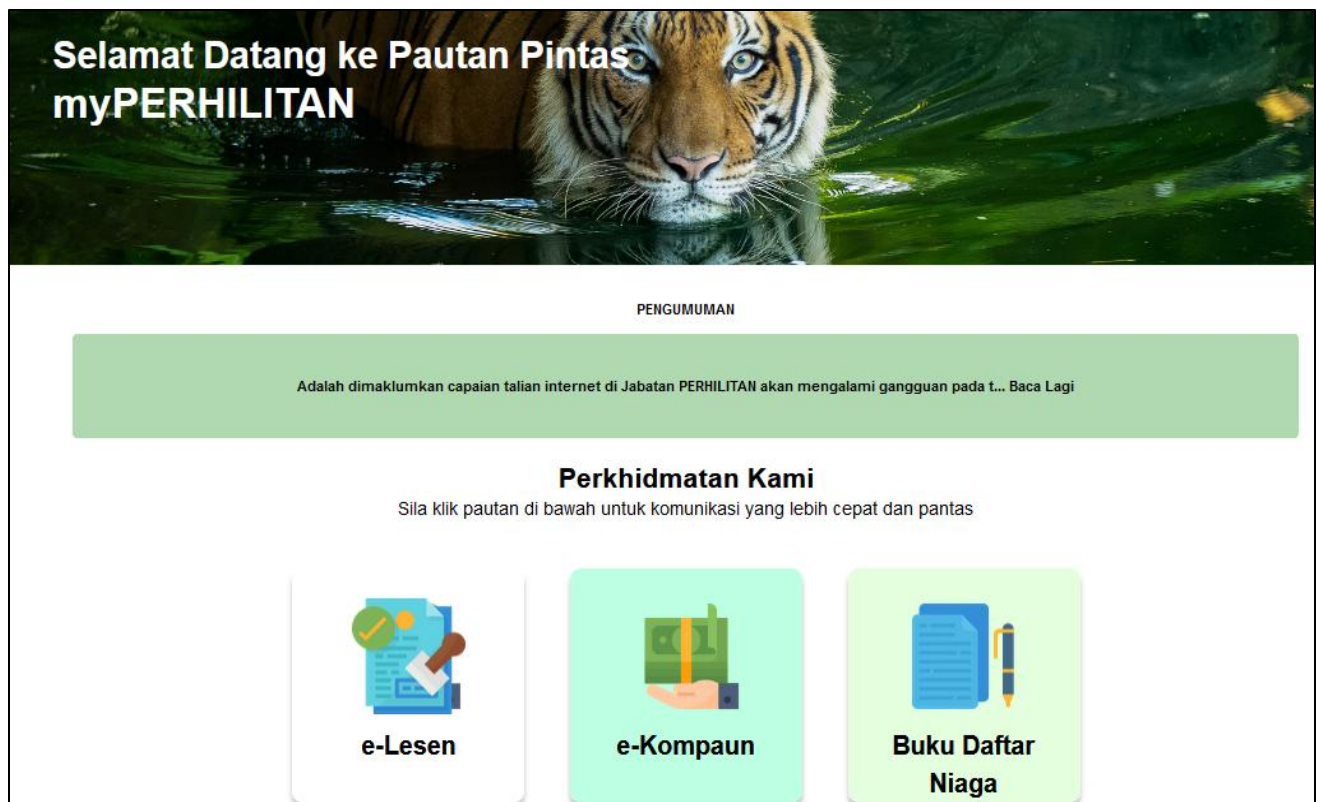 Selamat Datang ke Pautan Pintas
myPERHILITAN
PENGUMUMAN
Adalah dimaklumkan capaian talian internet di Jabatan PERHILITAN akan mengalami gangguan pada t... Baca Lagi
Perkhidmatan Kami
Sila klik pautan di bawah untuk komunikasi yang lebih cepat dan pantas
e-Lesen
e-Kompaun
Buku Daftar
Niaga